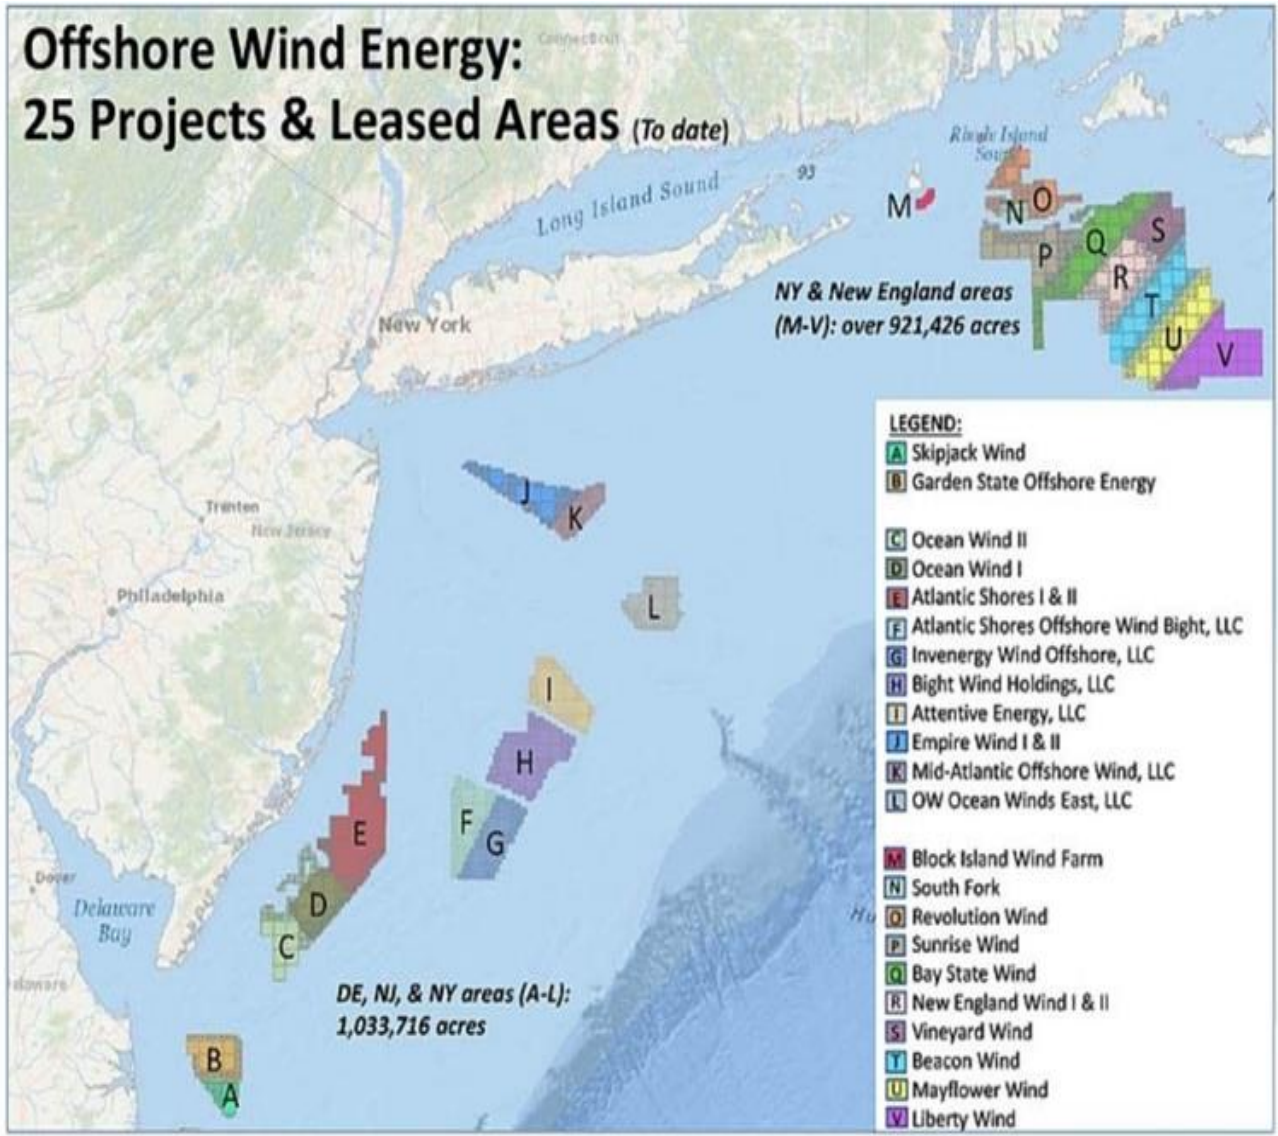 Offshore Wind Energy:
25 Projects & Leased Areas (To date)
Connecticut
Rhode Island
Sound
93
Long Island Sound
M
N
O
P
Q
R
S
T
U
V
NY & New England areas
(M-V): over 921,426 acres
New York
J
K
L
Trenton
New Jersey
Philadelphia
I
H
F
G
E
D
C
Dover
Delaware
Bay
DE, NJ, & NY areas (A-L):
1,033,716 acres
B
A
LEGEND:
A Skipjack Wind
B Garden State Offshore Energy
C Ocean Wind II
D Ocean Wind I
E Atlantic Shores I & II
F Atlantic Shores Offshore Wind Bight, LLC
G Invenergy Wind Offshore, LLC
H Bight Wind Holdings, LLC
I Attentive Energy, LLC
J Empire Wind I & II
K Mid-Atlantic Offshore Wind, LLC
L OW Ocean Winds East, LLC
M Block Island Wind Farm
N South Fork
O Revolution Wind
P Sunrise Wind
Q Bay State Wind
R New England Wind I & II
S Vineyard Wind
T Beacon Wind
U Mayflower Wind
V Liberty Wind